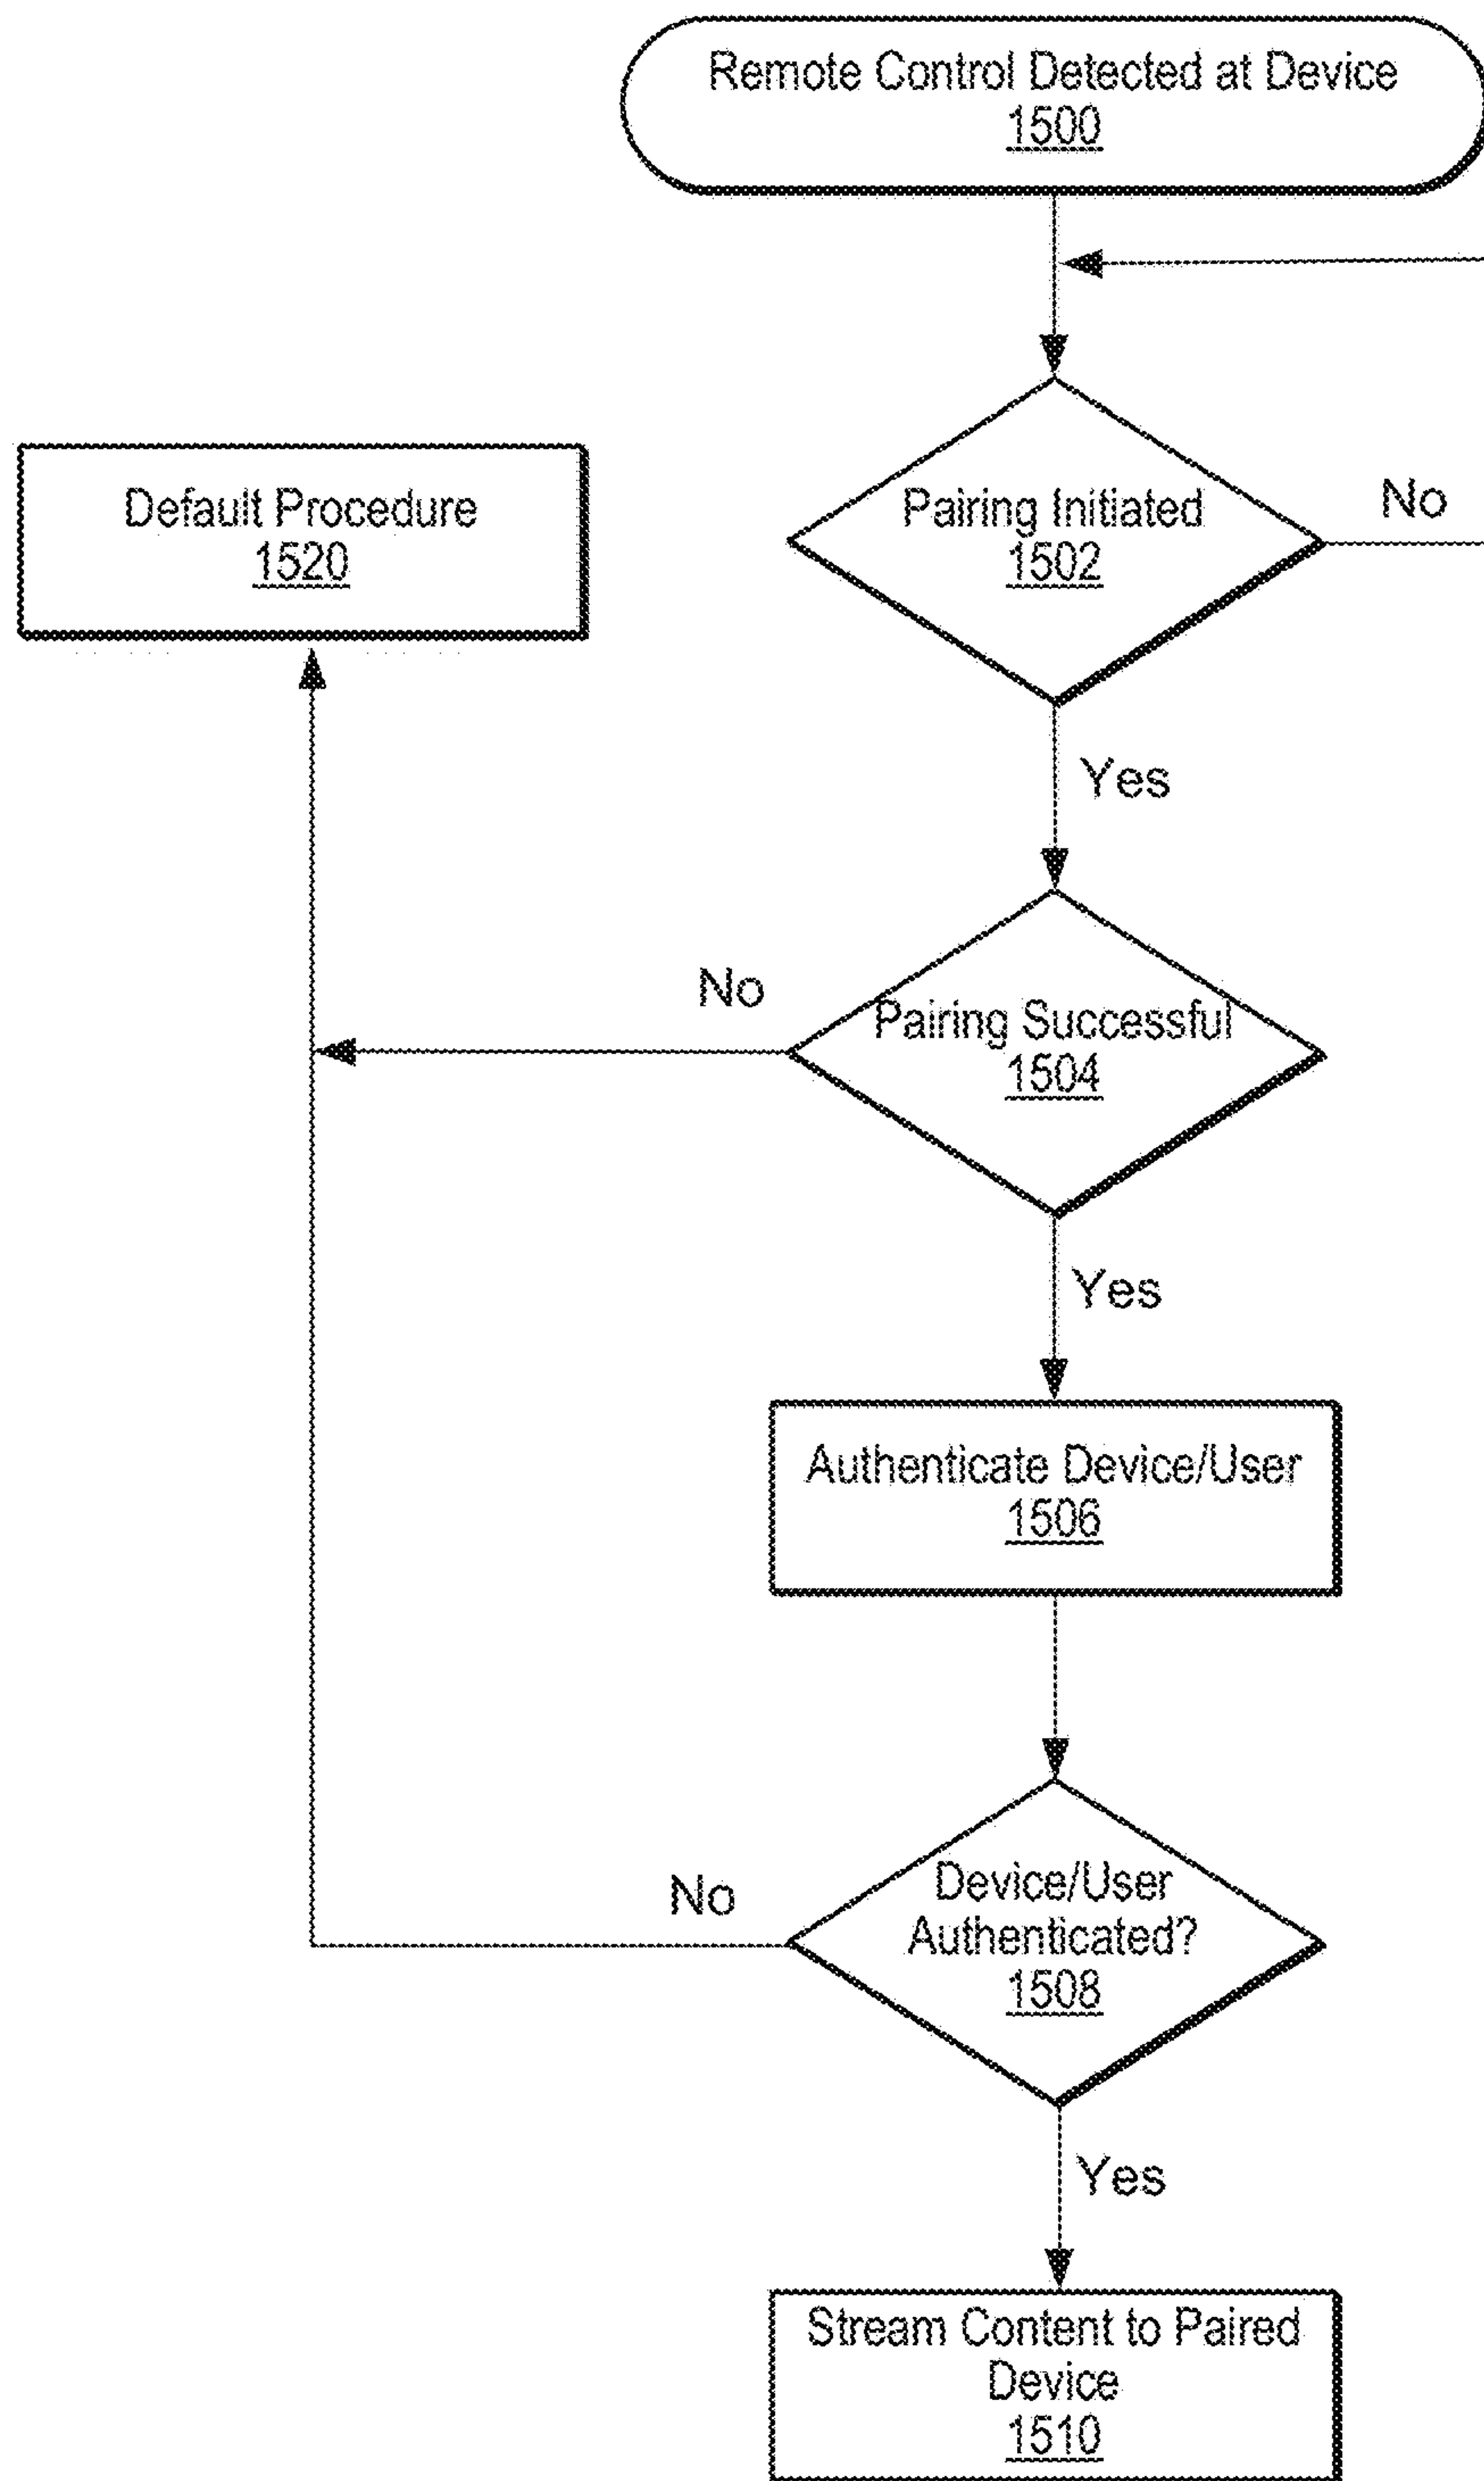 Remote Control Detected at Device
1500
Pairing Initiated
1502
No
Default Procedure
1520
Yes
Pairing Successful
1504
No
Yes
Authenticate Device/User
1506
Device/User
Authenticated?
1508
No
Yes
Stream Content to Paired
Device
1510